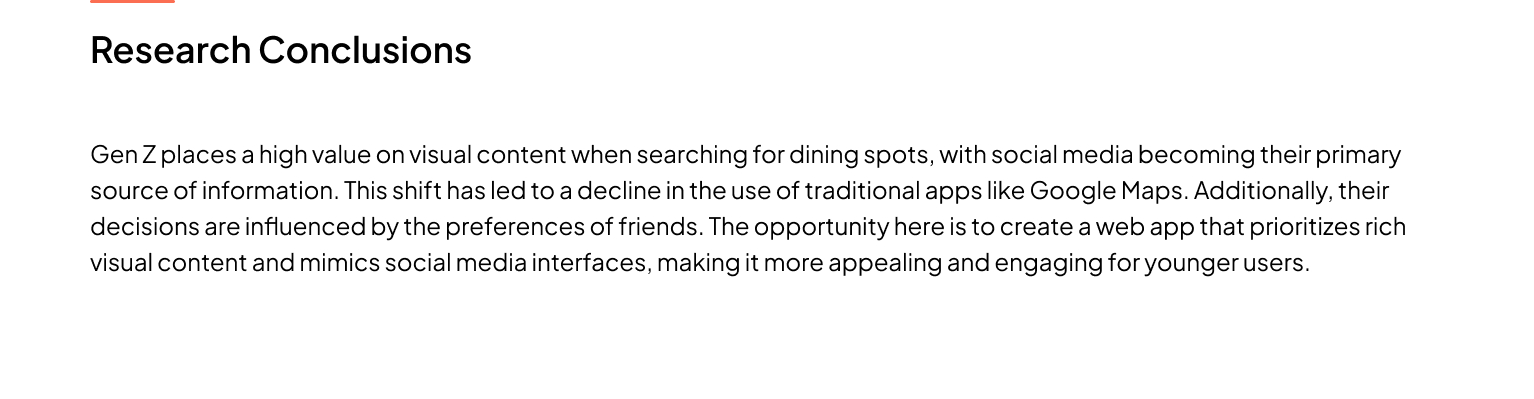 Research Conclusions
Gen Z places a high value on visual content when searching for dining spots, with social media becoming their primary
source of information. This shift has led to a decline in the use of traditional apps like Google Maps. Additionally, their
decisions are influenced by the preferences of friends. The opportunity here is to create a web app that prioritizes rich
visual content and mimics social media interfaces, making it more appealing and engaging for younger users.